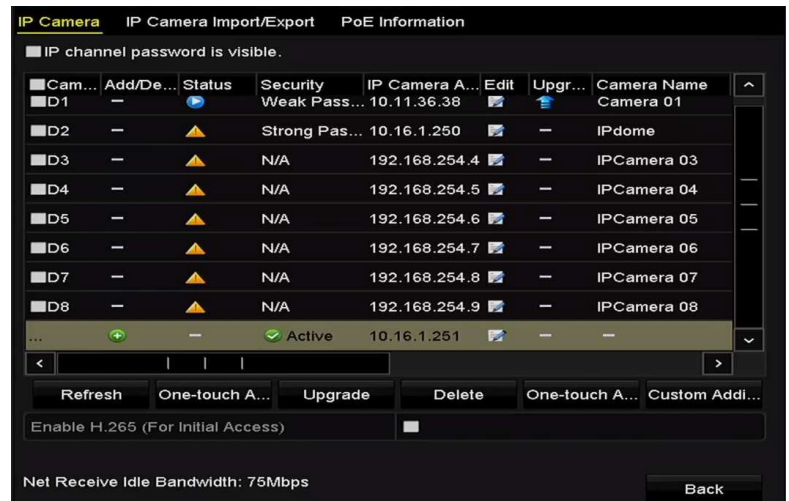 IP Camera IP Camera Import/Export PoE Information
IP channel password is visible.
Cam... Add/De... Status Security IP Camera A... Edit Upgr... Camera Name
D1 — Weak Pass... 10.11.36.38 Camera 01
D2 — Strong Pas... 10.16.1.250 — IPdome
D3 — N/A 192.168.254.4 — IPCamera 03
D4 — N/A 192.168.254.5 — IPCamera 04
D5 — N/A 192.168.254.6 — IPCamera 05
D6 — N/A 192.168.254.7 — IPCamera 06
D7 — N/A 192.168.254.8 — IPCamera 07
D8 — N/A 192.168.254.9 — IPCamera 08
... — Active 10.16.1.251 — —
Refresh One-touch A... Upgrade Delete One-touch A... Custom Addi...
Enable H.265 (For Initial Access)
Net Receive Idle Bandwidth: 75Mbps
Back